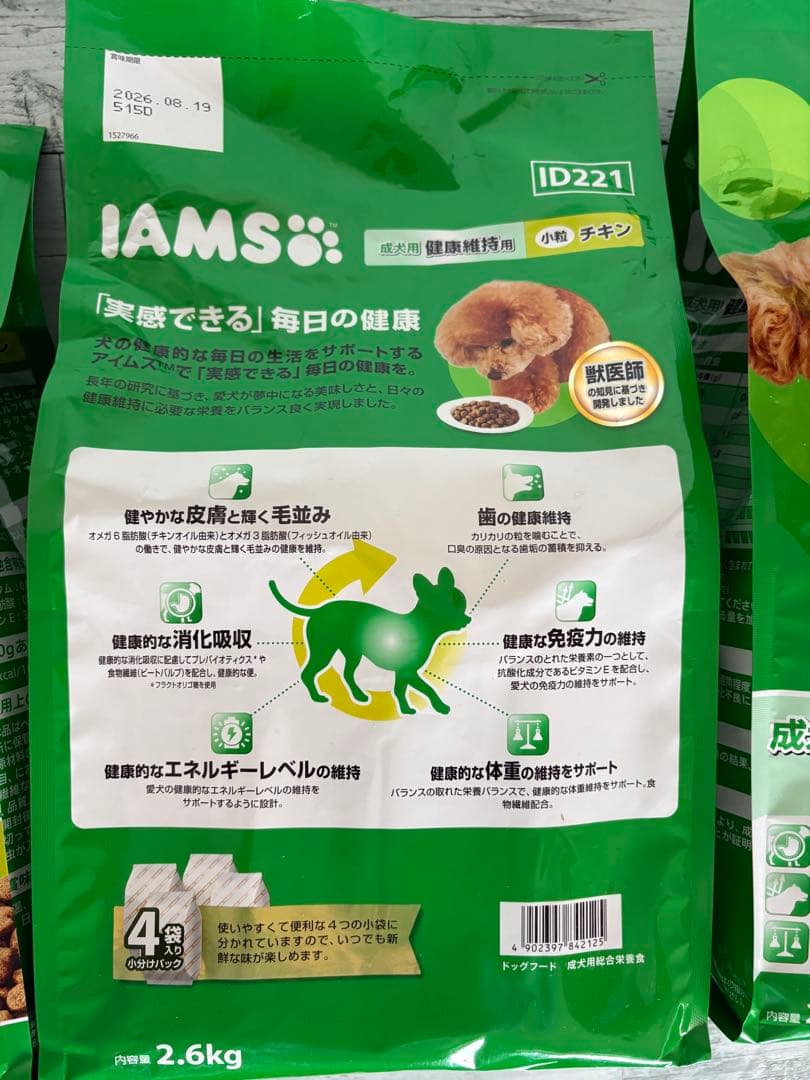 賞味期限
2026.08.19
515D
1527966
ID221
IAMS™
成犬用 健康維持用 小粒 チキン
「実感できる」毎日の健康
犬の健康的な毎日の生活をサポートする
アイムズ™で「実感できる」毎日の健康を。
長年の研究に基づき、愛犬が夢中になる美味しさと、日々の
健康維持に必要な栄養をバランス良く実現しました。
獣医師
の知見に基づき
開発しました
健やかな皮膚と輝く毛並み
オメガ6脂肪酸(チキンオイル由来)とオメガ3脂肪酸(フィッシュオイル由来)
の働きで、健やかな皮膚と輝く毛並みの健康を維持。
歯の健康維持
カリカリの粒を噛むことで、
口臭の原因となる歯垢の蓄積を抑える。
健康的な消化吸収
健康的な消化吸収に配慮してプレバイオティクス*や
食物繊維(ビートパルプ)を配合し、健康的な便。
*フラクトオリゴ糖を使用
健康な免疫力の維持
バランスのとれた栄養素の一つとして、
抗酸化成分であるビタミンEを配合し、
愛犬の免疫力の維持をサポート。
健康的なエネルギーレベルの維持
愛犬の健康的なエネルギーレベルの維持を
サポートするように設計。
健康的な体重の維持をサポート
バランスの取れた栄養バランスで、健康的な体重維持をサポート。食
物繊維配合。
4袋入り
小分けパック
使いやすくて便利な4つの小袋に
分かれていますので、いつでも新
鮮な味が楽しめます。
4 902397 842125
ドッグフード 成犬用総合栄養食
内容量 2.6kg